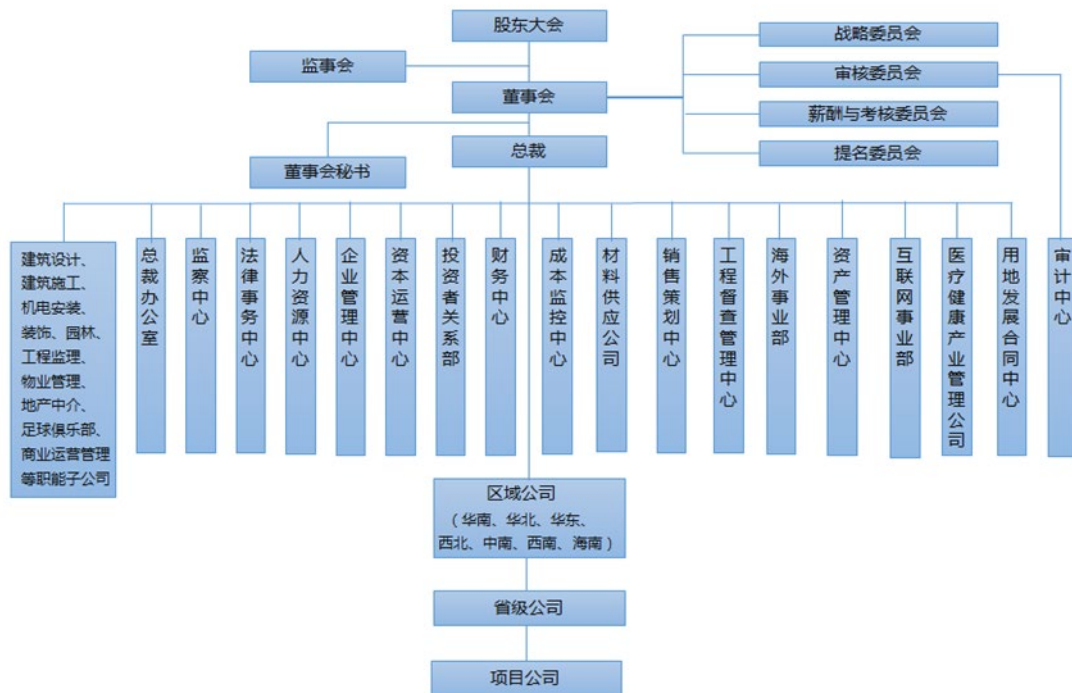 股东大会
监事会
董事会
战略委员会
审核委员会
薪酬与考核委员会
提名委员会
总裁
董事会秘书
建筑设计、
建筑施工、
机电安装、
装饰、园林、
工程监理、
物业管理、
地产中介、
足球俱乐部、
商业运营管理
等职能子公司
总裁办公室
监察中心
法律事务中心
人力资源中心
企业管理中心
资本运营中心
投资者关系部
财务中心
成本监控中心
材料供应公司
销售策划中心
工程督查管理中心
海外事业部
资产管理中心
互联网事业部
医疗健康产业管理公司
用地发展合同中心
审计中心
区域公司
（华南、华北、华东、
西北、中南、西南、海南）
省级公司
项目公司